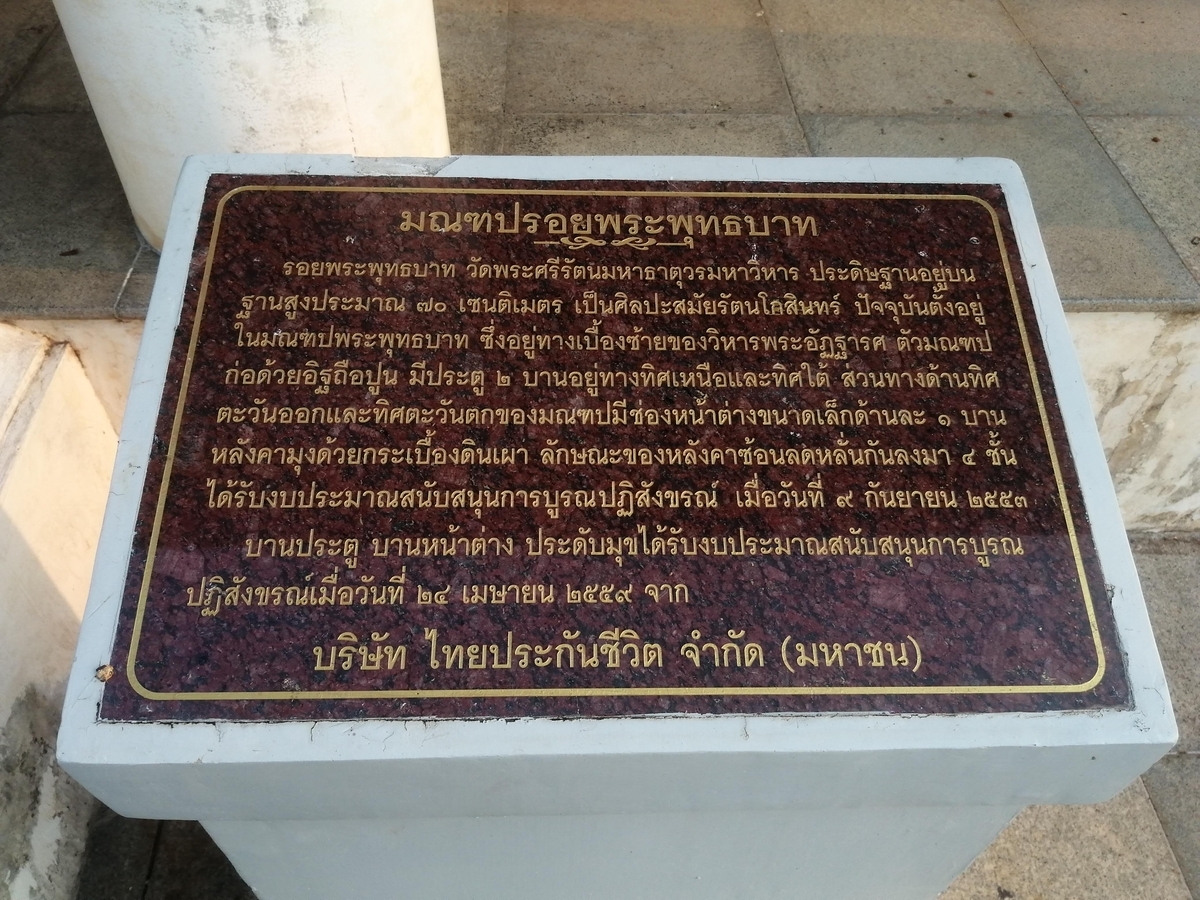 มณฑปรอยพระพุทธบาท
รอยพระพุทธบาท วัดพระศรีรัตนมหาธาตุวรมหาวิหาร ประดิษฐานอยู่บน
ฐานสูงประมาณ ๗๐ เซนติเมตร เป็นศิลปะสมัยรัตนโกสินทร์ ปัจจุบันตั้งอยู่
ในมณฑปพระพุทธบาท ซึ่งอยู่ทางเบื้องซ้ายของวิหารพระอัฏฐารศ ตัวมณฑป
ก่อด้วยอิฐถือปูน มีประตู ๒ บานอยู่ทางทิศเหนือและทิศใต้ ส่วนทางด้านทิศ
ตะวันออกและทิศตะวันตกของมณฑปมีช่องหน้าต่างขนาดเล็กด้านละ ๑ บาน
หลังคามุงด้วยกระเบื้องดินเผา ลักษณะของหลังคาซ้อนลดหลั่นกันลงมา ๔ ชั้น
ได้รับงบประมาณสนับสนุนการบูรณปฏิสังขรณ์ เมื่อวันที่ ๙ กันยายน ๒๕๕๓
บานประตู บานหน้าต่าง ประดับมุขได้รับงบประมาณสนับสนุนการบูรณ
ปฏิสังขรณ์เมื่อวันที่ ๒๔ เมษายน ๒๕๕๙ จาก
บริษัท ไทยประกันชีวิต จำกัด (มหาชน)